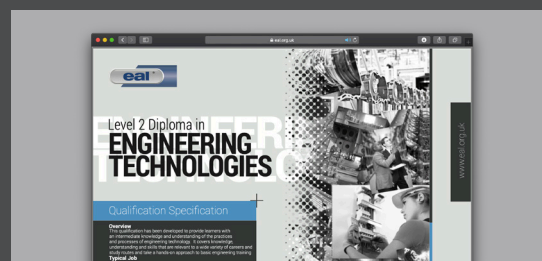 eal.org.uk
eal
Level 2 Diploma in
ENGINEERING
TECHNOLOGIES
www.eal.org.uk
Qualification Specification
Overview
This qualification has been developed to provide learners with
an intermediate knowledge and understanding of the practices
and processes of engineering technology. It covers knowledge,
understanding and skills that are relevant to a wide variety of careers and
study routes and take a hands-on approach to basic engineering training
Typical Job